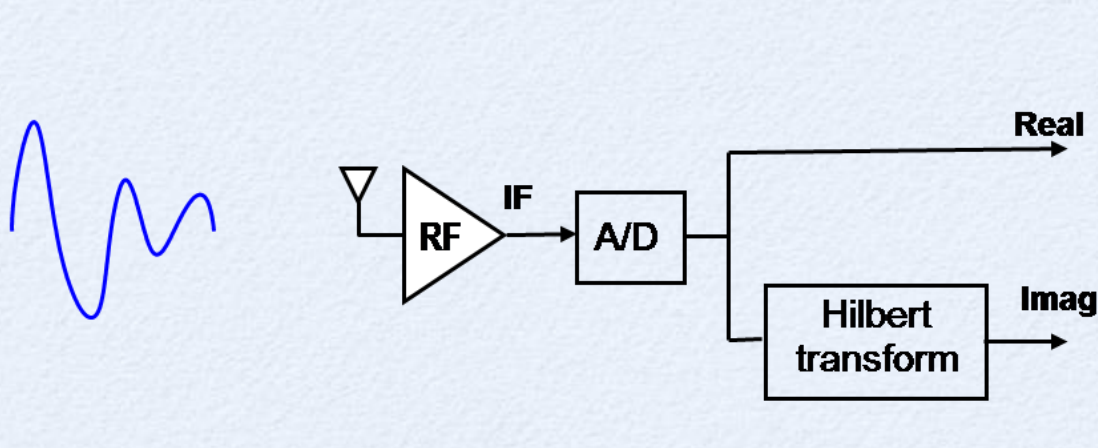 Real
IF
RF
A/D
Hilbert
transform
Imag